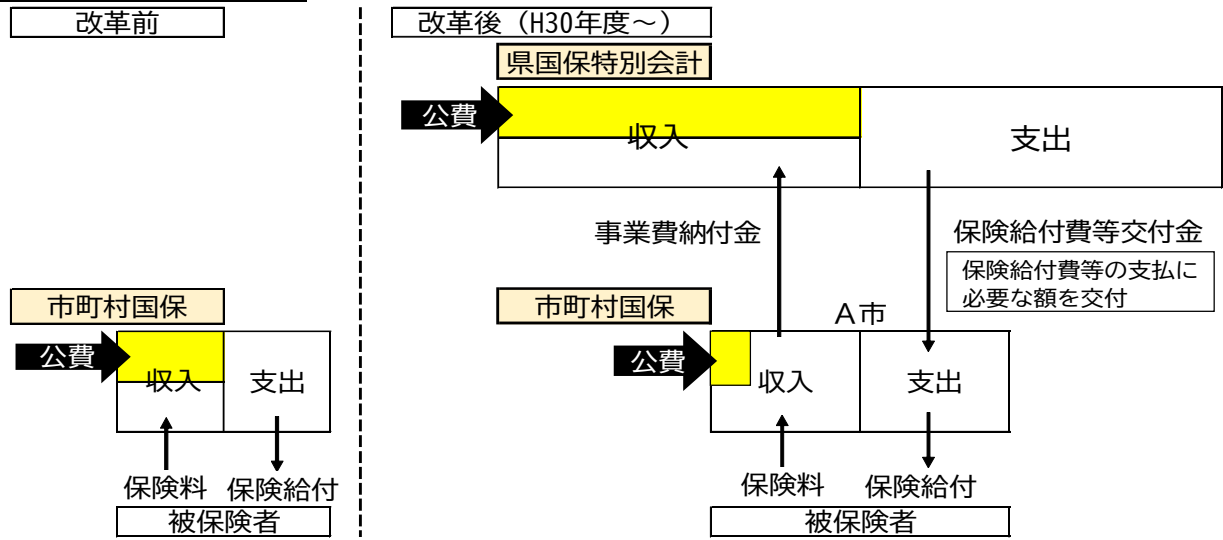 改革前
改革後（H30年度～）
県国保特別会計
公費
収入
支出
事業費納付金
保険給付費等交付金
保険給付費等の支払に
必要な額を交付
市町村国保
公費
収入
支出
保険料
保険給付
被保険者
市町村国保
A市
公費
収入
支出
保険料
保険給付
被保険者